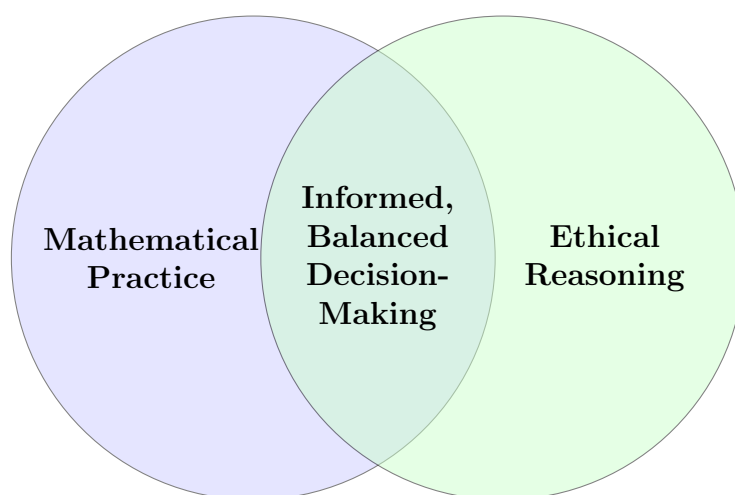 Mathematical
Practice
Informed,
Balanced
Decision-
Making
Ethical
Reasoning